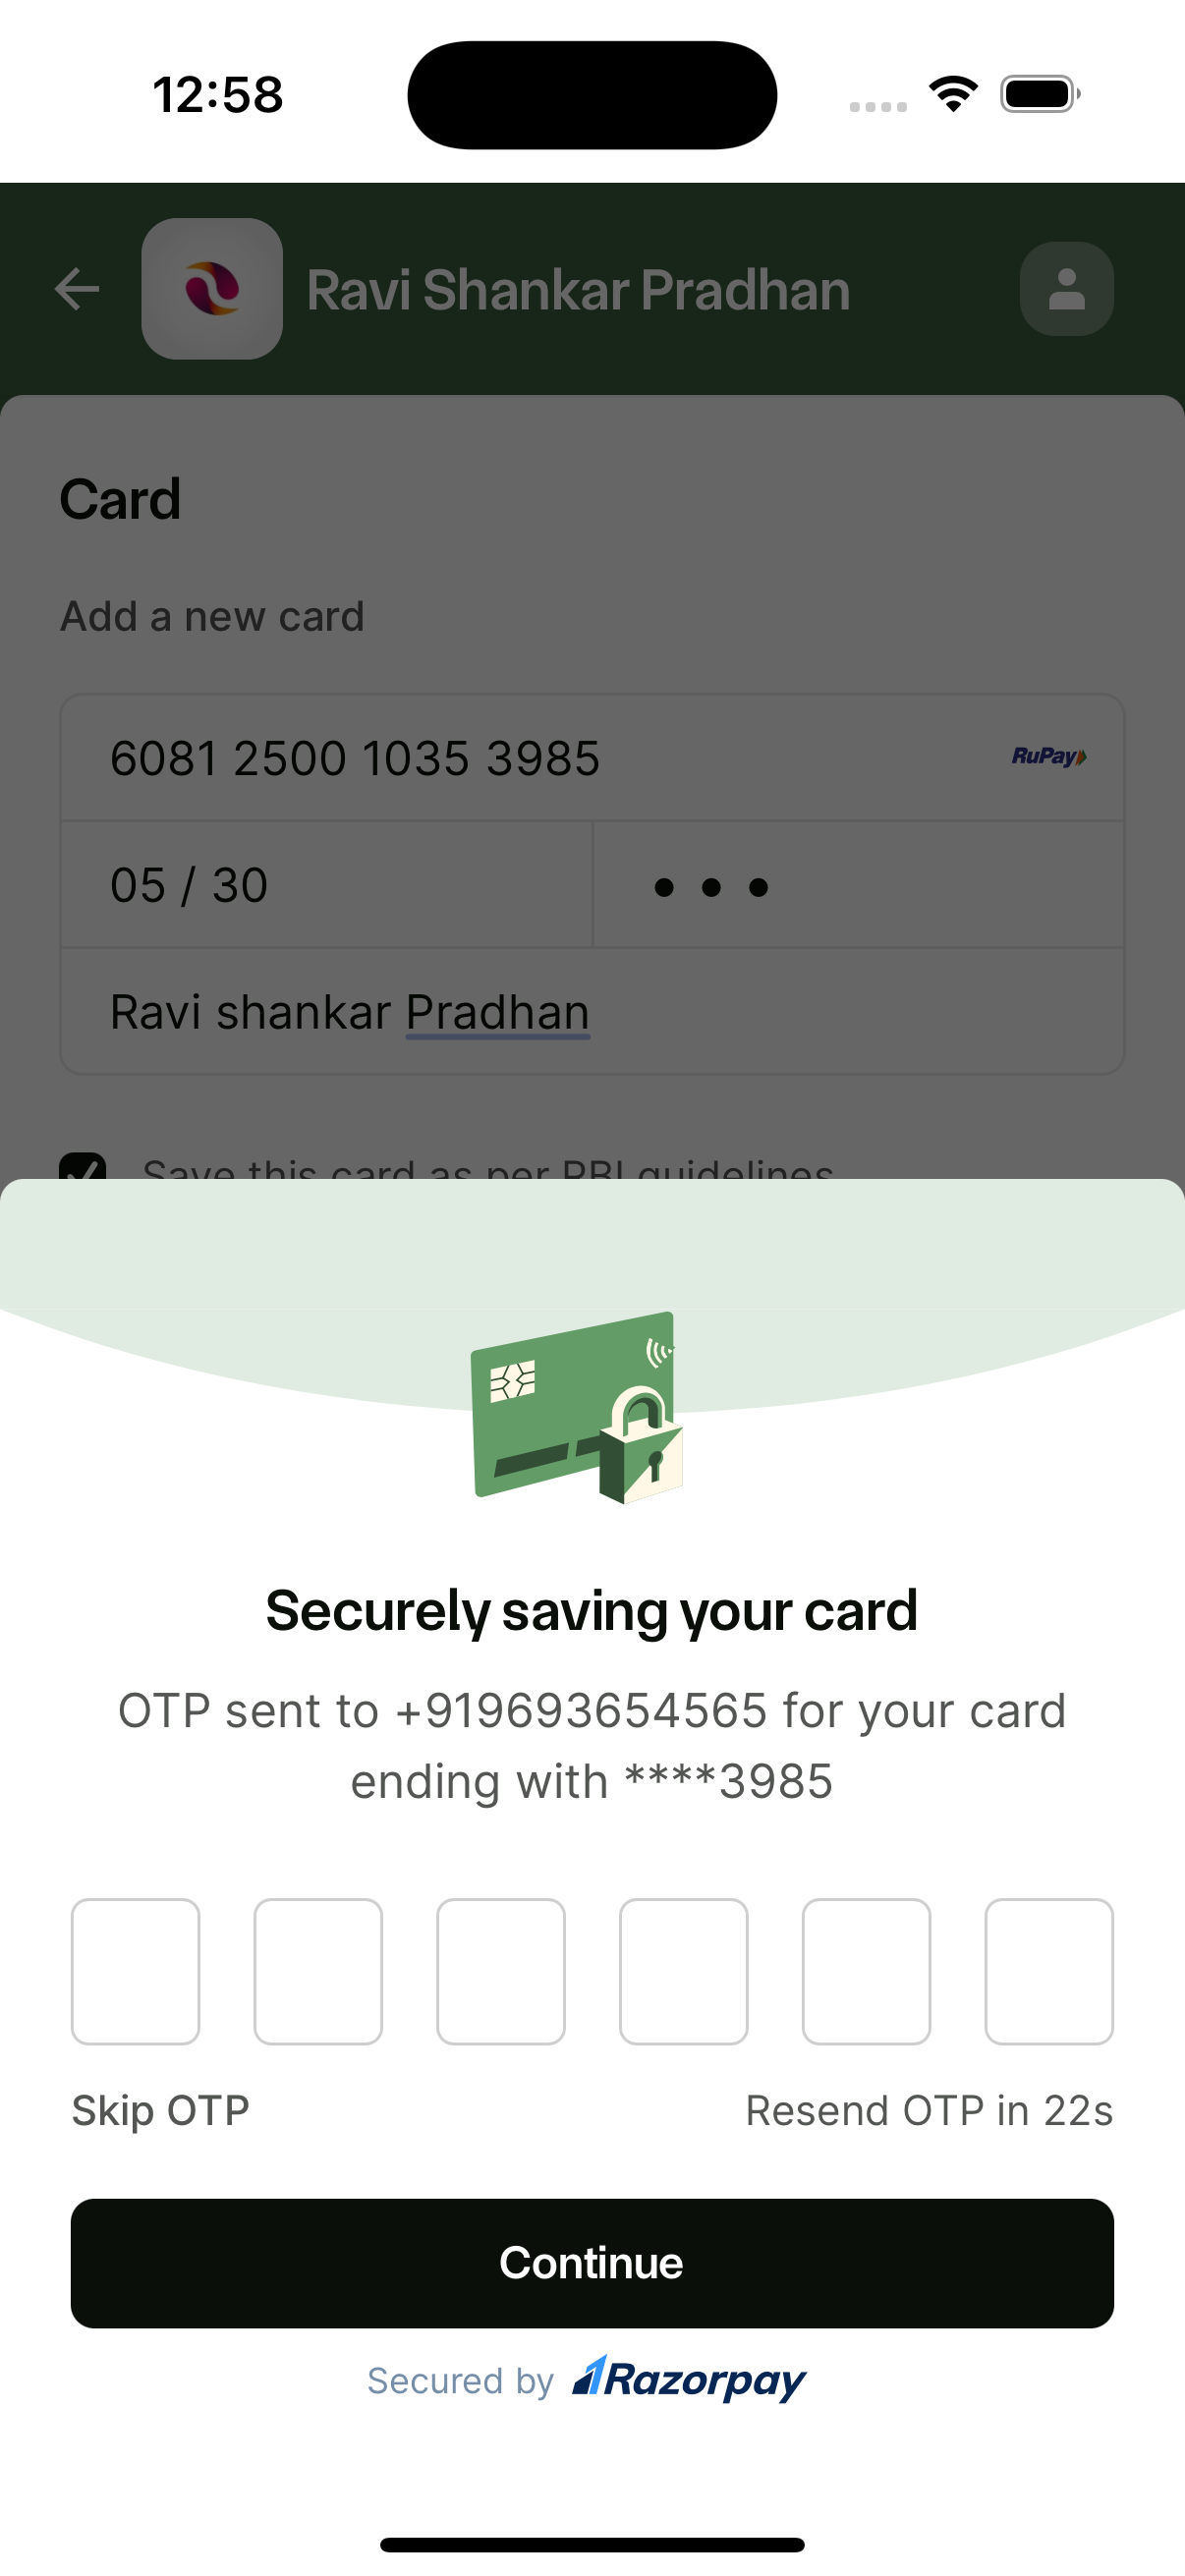 12:58
Ravi Shankar Pradhan
Card
Add a new card
6081 2500 1035 3985
RuPay
05 / 30
Ravi shankar Pradhan
Save this card as per RBI guidelines
Securely saving your card
OTP sent to +919693654565 for your card
ending with ****3985
Skip OTP
Resend OTP in 22s
Continue
Secured by Razorpay